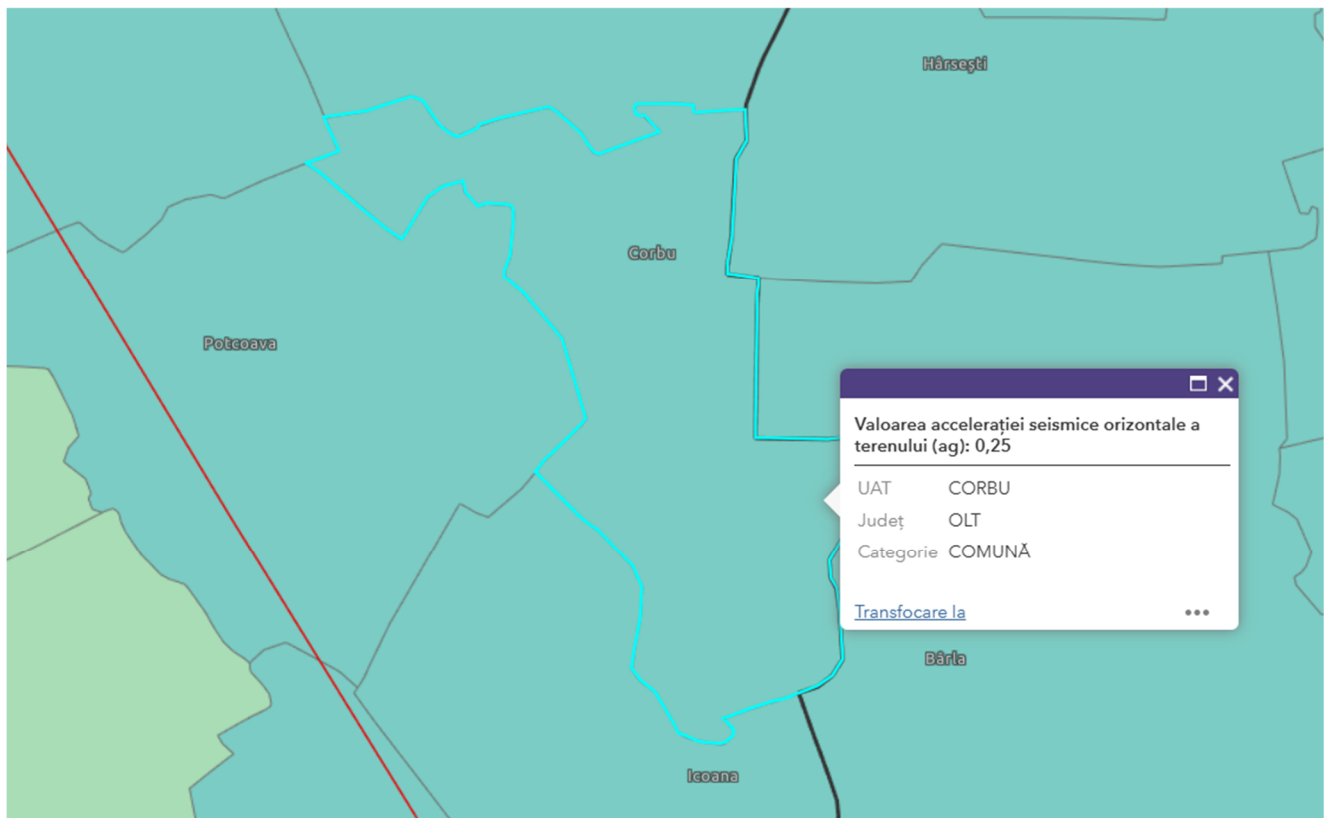 Hârsești
Corbu
Potcoava
Valoarea accelerației seismice orizontale a
terenului (ag): 0,25
UAT CORBU
Județ OLT
Categorie COMUNĂ
Transfocare la
Bârla
Icoana